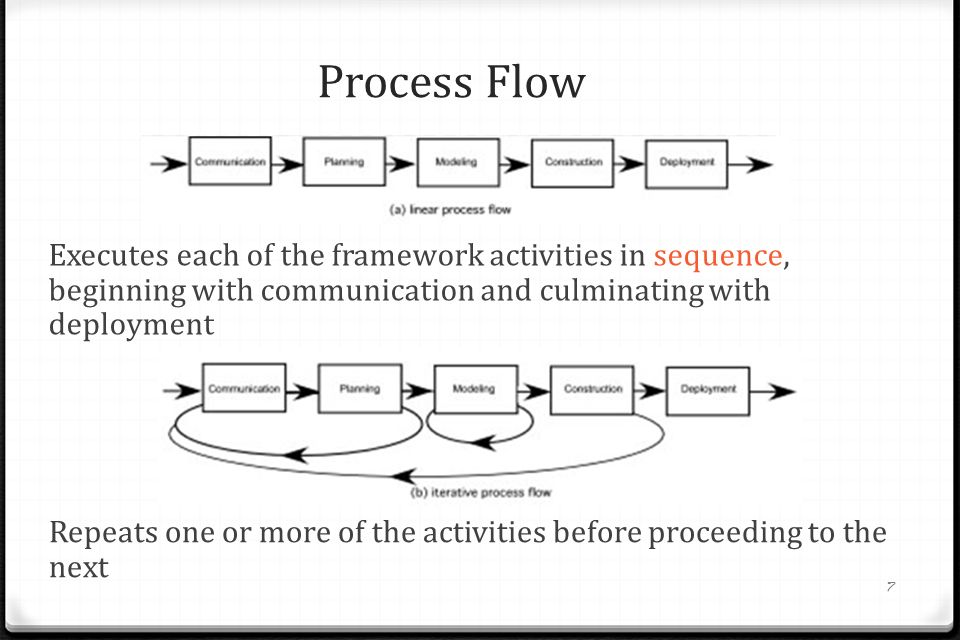 Process Flow
Communication Planning Modeling Construction Deployment
(a) linear process flow
Executes each of the framework activities in sequence,
beginning with communication and culminating with
deployment
Communication Planning Modeling Construction Deployment
(b) iterative process flow
Repeats one or more of the activities before proceeding to the
next
7